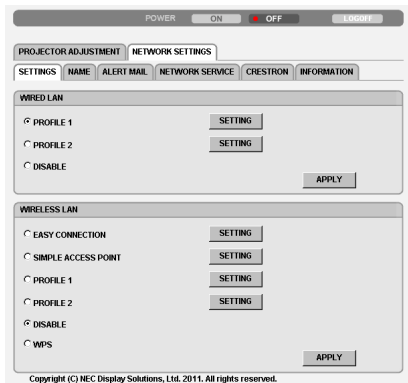 POWER ON OFF LOGOFF
PROJECTOR ADJUSTMENT NETWORK SETTINGS
SETTINGS NAME ALERT MAIL NETWORK SERVICE CRESTRON INFORMATION
WIRED LAN
PROFILE 1 SETTING
PROFILE 2 SETTING
DISABLE
APPLY
WIRELESS LAN
EASY CONNECTION SETTING
SIMPLE ACCESS POINT SETTING
PROFILE 1 SETTING
PROFILE 2 SETTING
DISABLE
WPS
APPLY
Copyright (C) NEC Display Solutions, Ltd. 2011. All rights reserved.